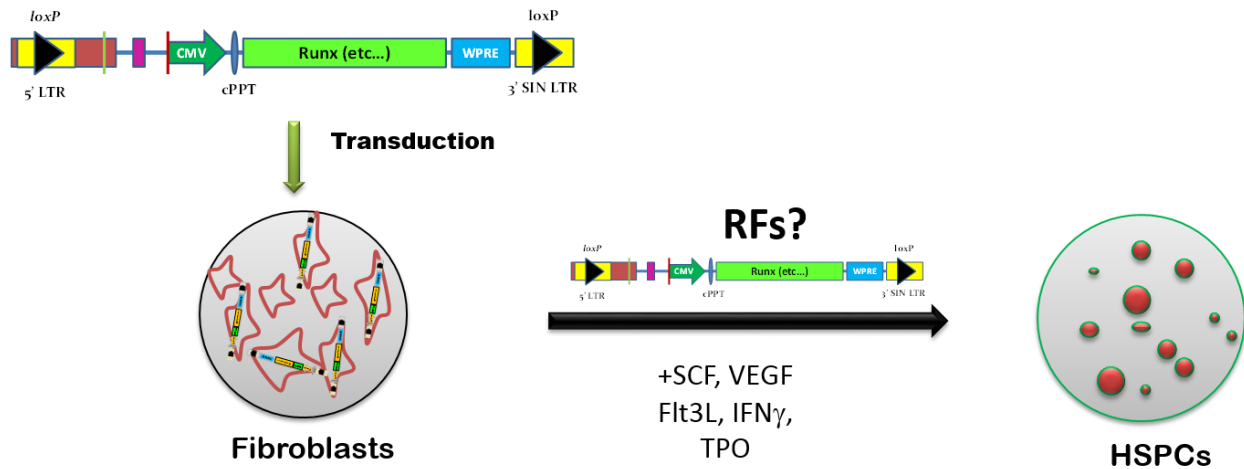 loxP loxP
CMV Runx (etc...) WPRE
5' LTR cPPT 3' SIN LTR
Transduction
RFs?
loxP loxP
CMV Runx (etc...) WPRE
5' LTR cPPT 3' SIN LTR
+SCF, VEGF
Flt3L, IFNγ,
TPO
Fibroblasts
HSPCs